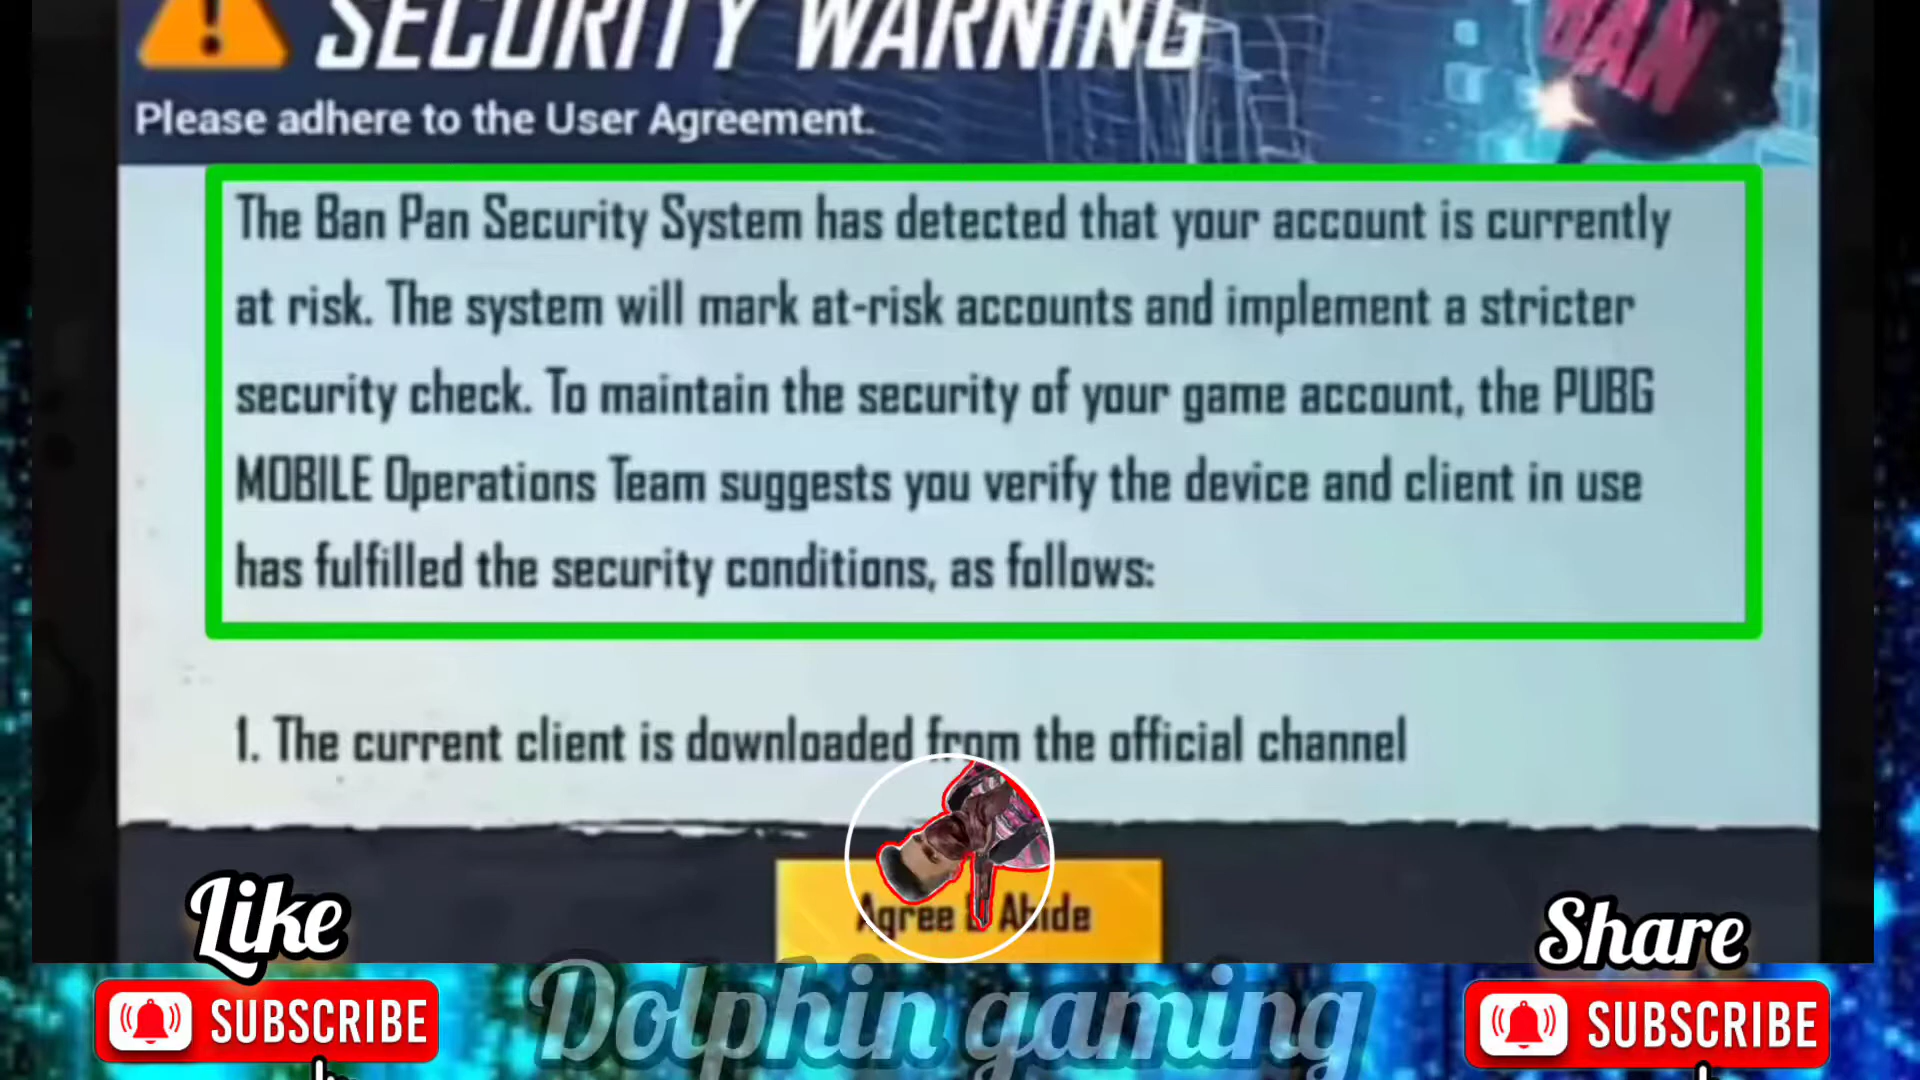 SECURITY WARNING
BAN
Please adhere to the User Agreement.
The Ban Pan Security System has detected that your account is currently
at risk. The system will mark at-risk accounts and implement a stricter
security check. To maintain the security of your game account, the PUBG
MOBILE Operations Team suggests you verify the device and client in use
has fulfilled the security conditions, as follows:
1. The current client is downloaded from the official channel
Agree & Abide
Like
Share
SUBSCRIBE
Dolphin gaming
SUBSCRIBE